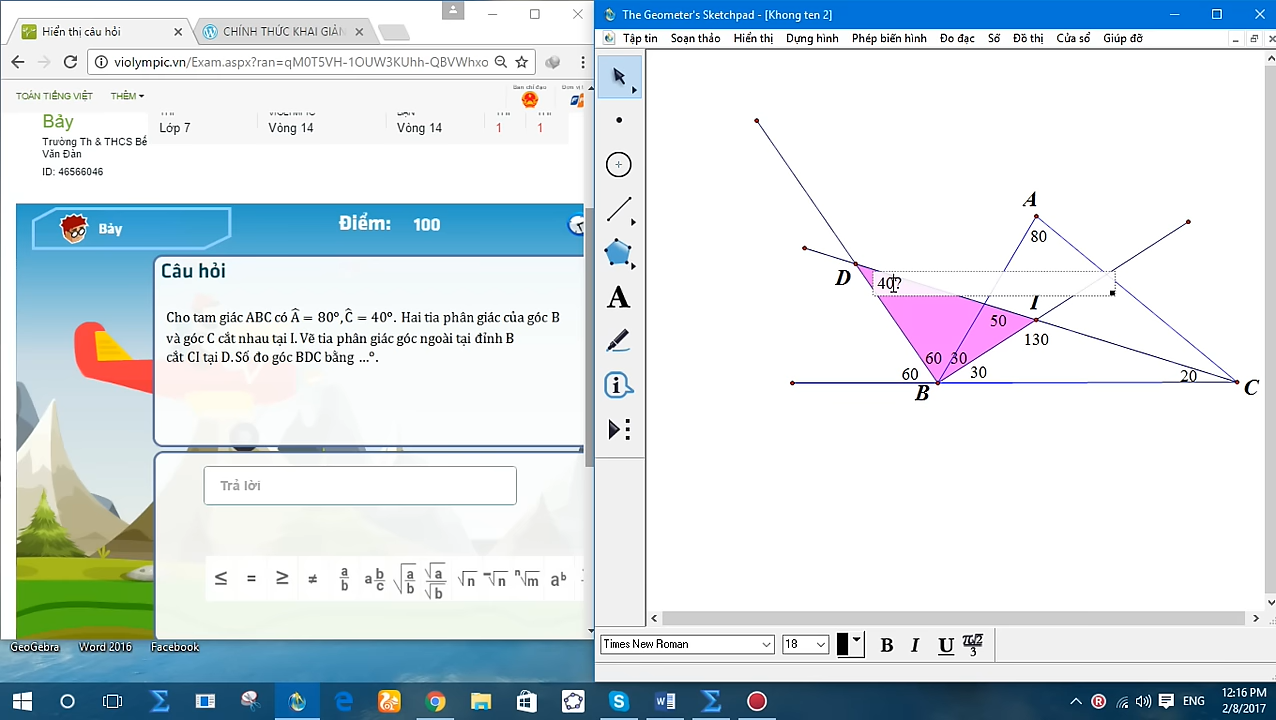 Hiển thị câu hỏi
CHÍNH THỨC KHAI GIẢN
violympic.vn/Exam.aspx?ran=qM0T5VH-1OUW3KUhh-QBVWhxo
TOÀN TIẾNG VIỆT THÊM
Ban chỉ đạo
Bảy
Trường Th & THCS Bế
Văn Đàn
ID: 46566046
Lớp 7
Vòng 14
Vòng 14
1
1
Bảy
Điểm: 100
Câu hỏi
Cho tam giác ABC có Â = 80°, Ĉ = 40°. Hai tia phân giác của góc B
và góc C cắt nhau tại I. Vẽ tia phân giác góc ngoài tại đỉnh B
cắt CI tại D. Số đo góc BDC bằng ...°.
Trả lời
≤ = ≥ ≠ a/b a b/c √a/b √a/√b √n -√n ⁿ√m aᵇ
GeoGebra Word 2016 Facebook
The Geometer's Sketchpad - [Khong ten 2]
Tập tin Soạn thảo Hiển thị Dựng hình Phép biến hình Đo đạc Số Đồ thị Cửa sổ Giúp đỡ
A
80
D
40?
I
50
130
60 30
60
30
20
B
C
A
Times New Roman 18 B I U
ENG
12:16 PM
2/8/2017